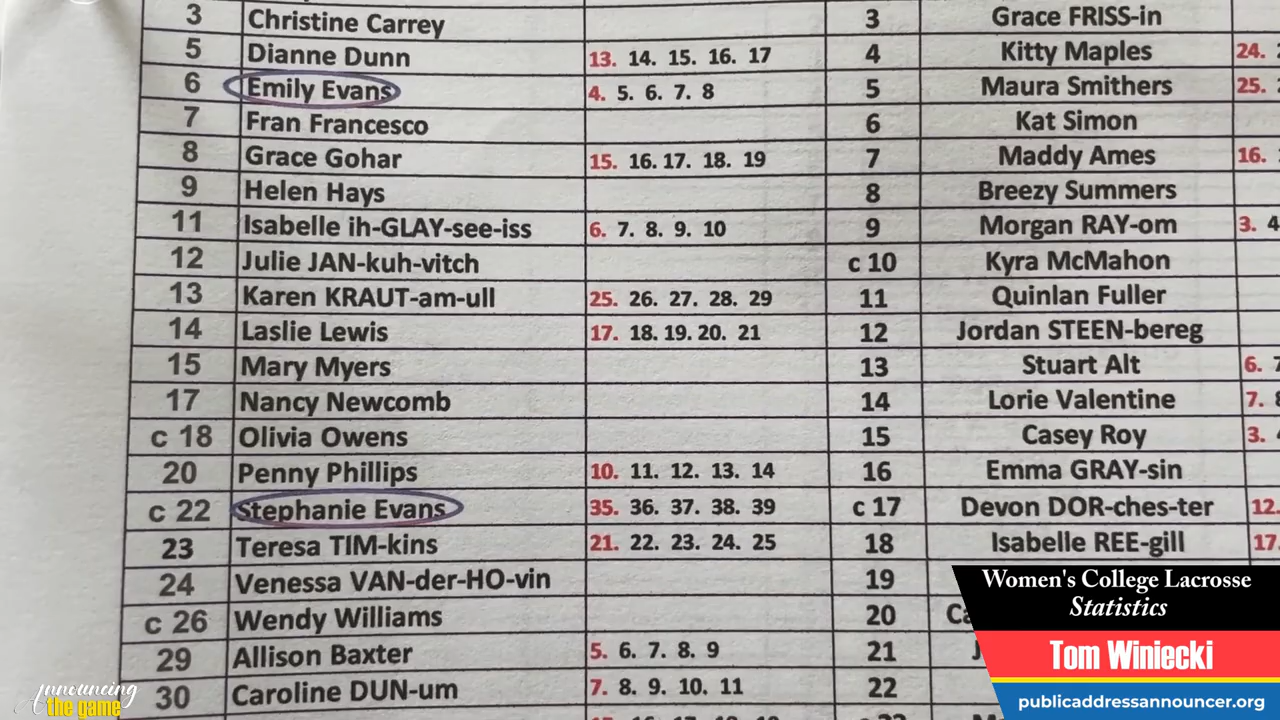 3 Christine Carrey 3 Grace FRISS-in
5 Dianne Dunn 13. 14. 15. 16. 17 4 Kitty Maples 24.
6 Emily Evans 4. 5. 6. 7. 8 5 Maura Smithers 25.
7 Fran Francesco 6 Kat Simon
8 Grace Gohar 15. 16. 17. 18. 19 7 Maddy Ames 16.
9 Helen Hays 8 Breezy Summers
11 Isabelle ih-GLAY-see-iss 6. 7. 8. 9. 10 9 Morgan RAY-om 3. 4
12 Julie JAN-kuh-vitch c 10 Kyra McMahon
13 Karen KRAUT-am-ull 25. 26. 27. 28. 29 11 Quinlan Fuller
14 Laslie Lewis 17. 18. 19. 20. 21 12 Jordan STEEN-bereg
15 Mary Myers 13 Stuart Alt 6. 7
17 Nancy Newcomb 14 Lorie Valentine 7. 8
c 18 Olivia Owens 15 Casey Roy 3.
20 Penny Phillips 10. 11. 12. 13. 14 16 Emma GRAY-sin
c 22 Stephanie Evans 35. 36. 37. 38. 39 c 17 Devon DOR-ches-ter 12.
23 Teresa TIM-kins 21. 22. 23. 24. 25 18 Isabelle REE-gill 17.
24 Venessa VAN-der-HO-vin 19
c 26 Wendy Williams 20
29 Allison Baxter 5. 6. 7. 8. 9 21
30 Caroline DUN-um 7. 8. 9. 10. 11 22
Women's College Lacrosse
Statistics
Tom Winiecki
publicaddressannouncer.org
Announcing
the game